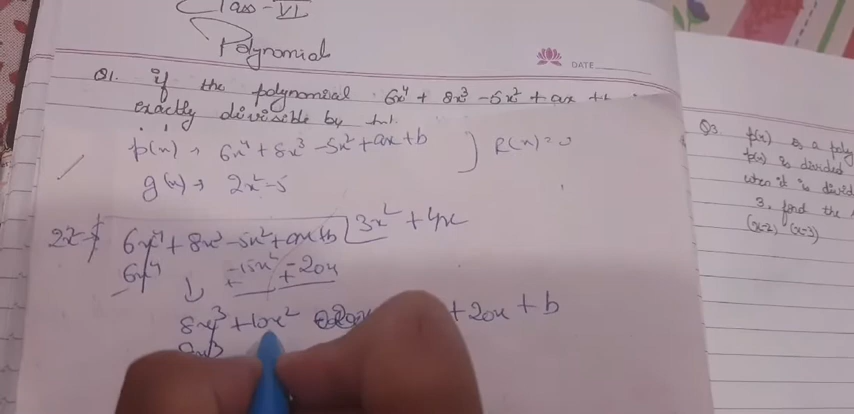 Class - VI
Polynomial
DATE
Q1. if the polynomial 6x⁴ + 8x³ - 5x² + ax +
exactly divisible by
p(x) → 6x⁴ + 8x³ - 5x² + ax + b } R(x) = 0
g(x) → 2x² - 5
6x⁴ + 8x³ - 5x² + ax + b 3x² + 4x
6x⁴ - 15x² - 20x
+ +
8x³ + 10x² + 20x + b
8x³
Q3. p(x) is a poly
p(x) is divided
when it is divid
3, find the
(x-2) (x-3)